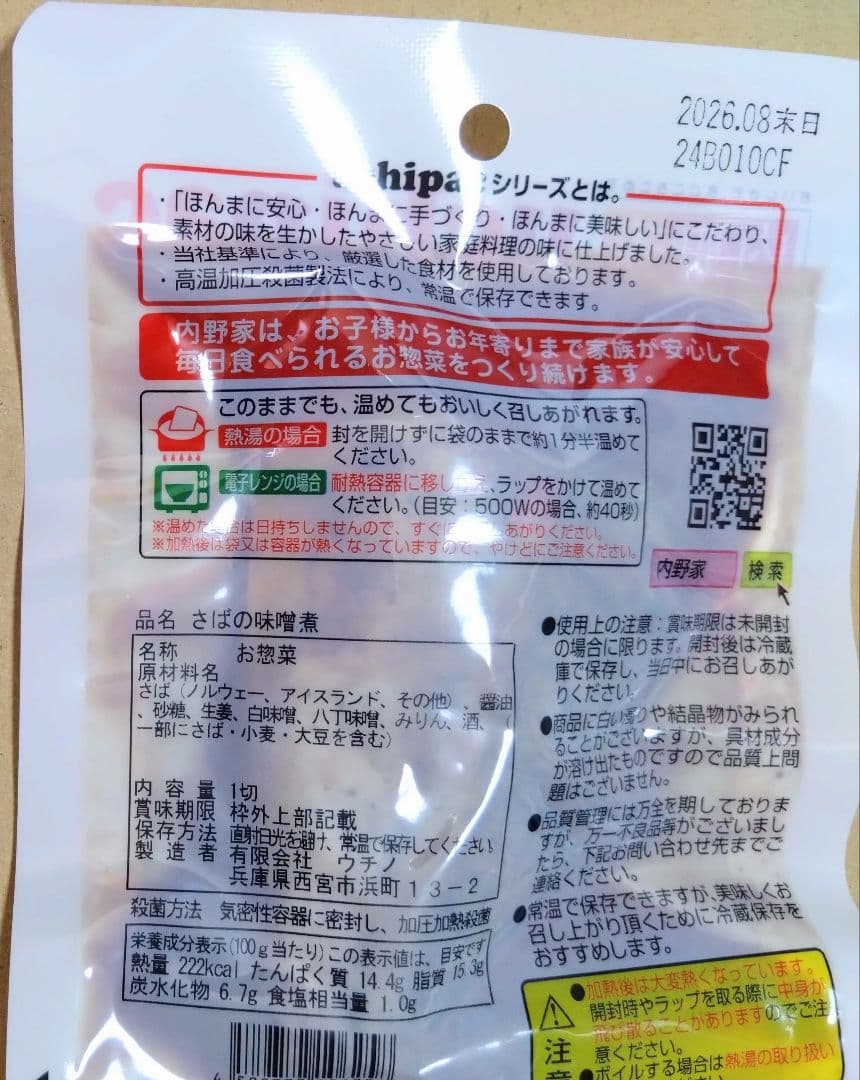 2026.08末日
24B010CF
hipa シリーズとは。
・「ほんまに安心・ほんまに手づくり・ほんまに美味しい」にこだわり、
素材の味を生かしたやさしい家庭料理の味に仕上げました。
・当社基準により、厳選した食材を使用しております。
・高温加圧殺菌製法により、常温で保存できます。
内野家は、お子様からお年寄りまで家族が安心して
毎日食べられるお惣菜をつくり続けます。
このままでも、温めてもおいしく召しあがれます。
熱湯の場合 封を開けずに袋のままで約1分半温めて
ください。
電子レンジの場合 耐熱容器に移し、ラップをかけて温めて
ください。(目安：500Wの場合、約40秒)
※温めた場合は日持ちしませんので、すぐに あがりください。
※加熱後は袋又は容器が熱くなっていますので、やけどにご注意ください。
内野家 検索
品名 さばの味噌煮
名称 お惣菜
原材料名
さば（ノルウェー、アイスランド、その他）、醤油
、砂糖、生姜、白味噌、八丁味噌、みりん、酒、（
一部にさば・小麦・大豆を含む）
内容量 1切
賞味期限 枠外上部記載
保存方法 直射日光を避け、常温で保存してください
製造者 有限会社 ウチノ
兵庫県西宮市浜町13-2
殺菌方法 気密性容器に密封し、加圧加熱殺菌
栄養成分表示(100g当たり)この表示値は、目安です
熱量 222kcal たんぱく質 14.4g 脂質 15.3g
炭水化物 6.7g 食塩相当量 1.0g
●使用上の注意：賞味期限は未開封
の場合に限ります。開封後は冷蔵
庫で保存し、当日中にお召しあが
りください。
●商品に白い濁りや結晶物がみられ
ることがございますが、具材成分
が溶け出たものですので品質上問
題はございません。
●品質管理には万全を期しておりま
すが、万一不良品等がございまし
たら、下記お問い合わせ先までご
連絡ください。
●常温で保存できますが、美味しくお
召し上がり頂くために冷蔵保存を
おすすめします。
注意
●加熱後は大変熱くなっています。
開封時やラップを取る際に中身が
飛び散ることがありますのでご注
意ください。
●ボイルする場合は熱湯の取り扱い